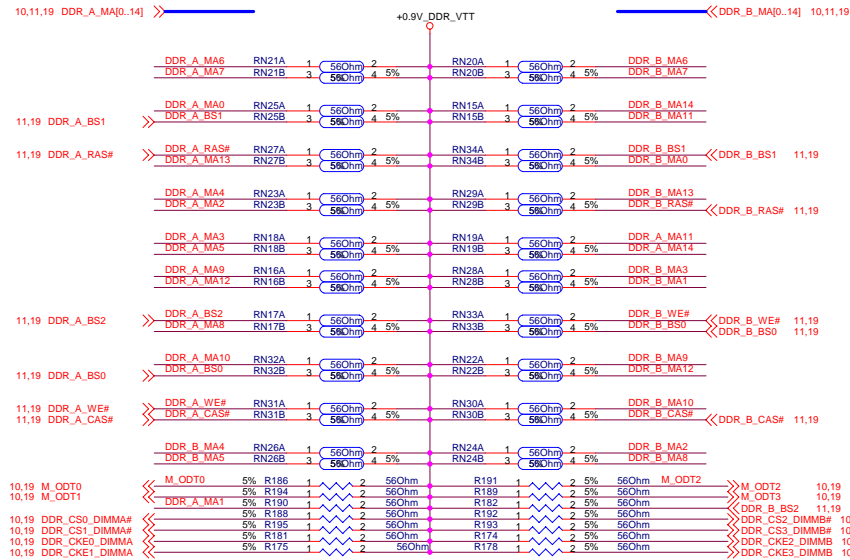 10,11,19 DDR_A_MA[0..14] DDR_B_MA[0..14] 10,11,19
+0.9V_DDR_VTT
DDR_A_MA6 RN21A 1 56Ohm 2 RN20A 1 56Ohm 2 DDR_B_MA6
DDR_A_MA7 RN21B 3 56Ohm 4 5% RN20B 3 56Ohm 4 5% DDR_B_MA7
DDR_A_MA0 RN25A 1 56Ohm 2 RN15A 1 56Ohm 2 DDR_B_MA14
11,19 DDR_A_BS1 DDR_A_BS1 RN25B 3 56Ohm 4 5% RN15B 3 56Ohm 4 5% DDR_B_MA11
11,19 DDR_A_RAS# DDR_A_RAS# RN27A 1 56Ohm 2 RN34A 1 56Ohm 2 DDR_B_BS1 DDR_B_BS1 11,19
DDR_A_MA13 RN27B 3 56Ohm 4 5% RN34B 3 56Ohm 4 5% DDR_B_MA0
DDR_A_MA4 RN23A 1 56Ohm 2 RN29A 1 56Ohm 2 DDR_B_MA13
DDR_A_MA2 RN23B 3 56Ohm 4 5% RN29B 3 56Ohm 4 5% DDR_B_RAS# DDR_B_RAS# 11,19
DDR_A_MA3 RN18A 1 56Ohm 2 RN19A 1 56Ohm 2 DDR_A_MA11
DDR_A_MA5 RN18B 3 56Ohm 4 5% RN19B 3 56Ohm 4 5% DDR_A_MA14
DDR_A_MA9 RN16A 1 56Ohm 2 RN28A 1 56Ohm 2 DDR_B_MA3
DDR_A_MA12 RN16B 3 56Ohm 4 5% RN28B 3 56Ohm 4 5% DDR_B_MA1
11,19 DDR_A_BS2 DDR_A_BS2 RN17A 1 56Ohm 2 RN33A 1 56Ohm 2 DDR_B_WE# DDR_B_WE# 11,19
DDR_A_MA8 RN17B 3 56Ohm 4 5% RN33B 3 56Ohm 4 5% DDR_B_BS0 DDR_B_BS0 11,19
DDR_A_MA10 RN32A 1 56Ohm 2 RN22A 1 56Ohm 2 DDR_B_MA9
11,19 DDR_A_BS0 DDR_A_BS0 RN32B 3 56Ohm 4 5% RN22B 3 56Ohm 4 5% DDR_B_MA12
11,19 DDR_A_WE# DDR_A_WE# RN31A 1 56Ohm 2 RN30A 1 56Ohm 2 DDR_B_MA10
11,19 DDR_A_CAS# DDR_A_CAS# RN31B 3 56Ohm 4 5% RN30B 3 56Ohm 4 5% DDR_B_CAS# DDR_B_CAS# 11,19
DDR_B_MA4 RN26A 1 56Ohm 2 RN24A 1 56Ohm 2 DDR_B_MA2
DDR_B_MA5 RN26B 3 56Ohm 4 5% RN24B 3 56Ohm 4 5% DDR_B_MA8
10,19 M_ODT0 M_ODT0 5% R186 1 2 56Ohm R191 1 2 5% 56Ohm M_ODT2 M_ODT2 10,19
10,19 M_ODT1 5% R194 1 2 56Ohm R189 1 2 5% 56Ohm M_ODT3 10,19
DDR_A_MA1 5% R190 1 2 56Ohm R182 1 2 5% 56Ohm DDR_B_BS2 11,19
10,19 DDR_CS0_DIMMA# 5% R188 1 2 56Ohm R192 1 2 5% 56Ohm DDR_CS2_DIMMB# 10
10,19 DDR_CS1_DIMMA# 5% R195 1 2 56Ohm R193 1 2 5% 56Ohm DDR_CS3_DIMMB# 10
10,19 DDR_CKE0_DIMMA 5% R181 1 2 56Ohm R174 1 2 5% 56Ohm DDR_CKE2_DIMMB 10
10,19 DDR_CKE1_DIMMA 5% R175 1 2 56Ohm R178 1 2 5% 56Ohm DDR_CKE3_DIMMB 10